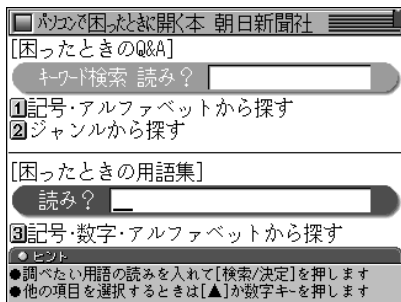 パソコンで困ったときに開く本 朝日新聞社
[困ったときのQ&A]
キーワード検索 読み?
1記号・アルファベットから探す
2ジャンルから探す
[困ったときの用語集]
読み?
3記号・数字・アルファベットから探す
●ヒント
●調べたい用語の読みを入れて[検索/決定]を押します
●他の項目を選択するときは[▲]か数字キーを押します